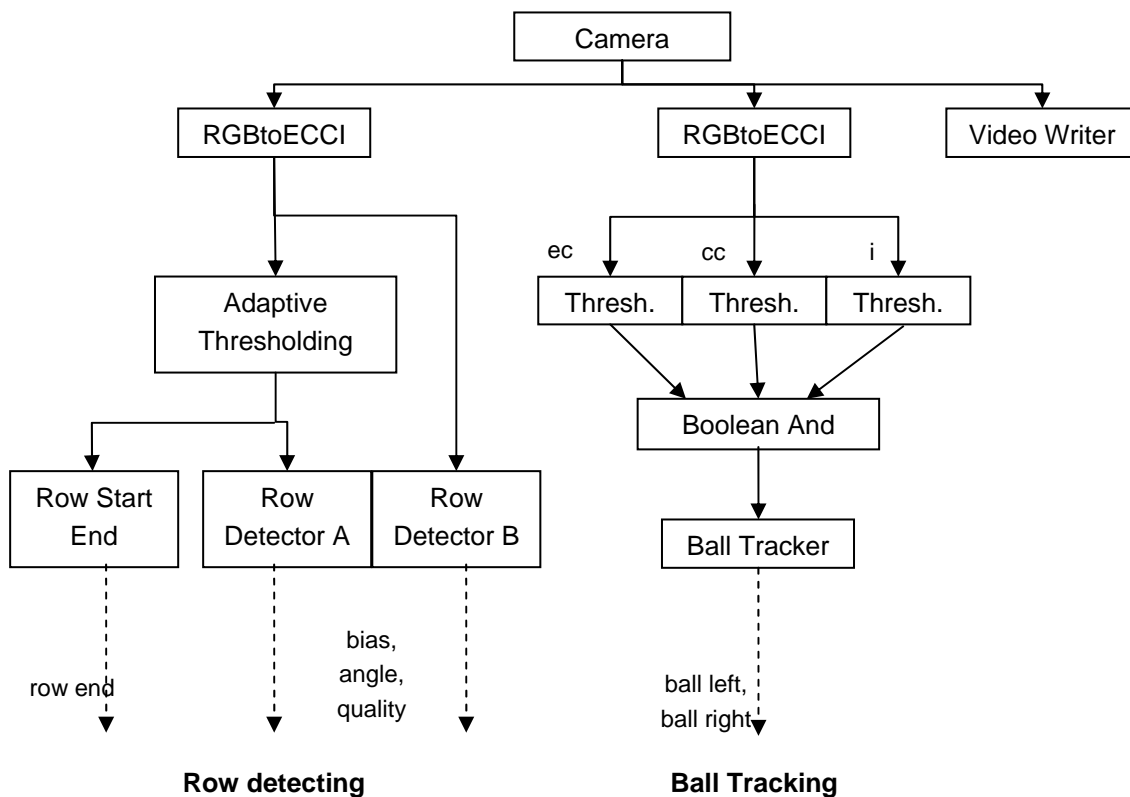 Camera
RGBtoECCI
RGBtoECCI
Video Writer
ec
cc
i
Adaptive
Thresholding
Thresh.
Thresh.
Thresh.
Boolean And
Row Start
End
Row
Detector A
Row
Detector B
Ball Tracker
row end
bias,
angle,
quality
ball left,
ball right
Row detecting
Ball Tracking